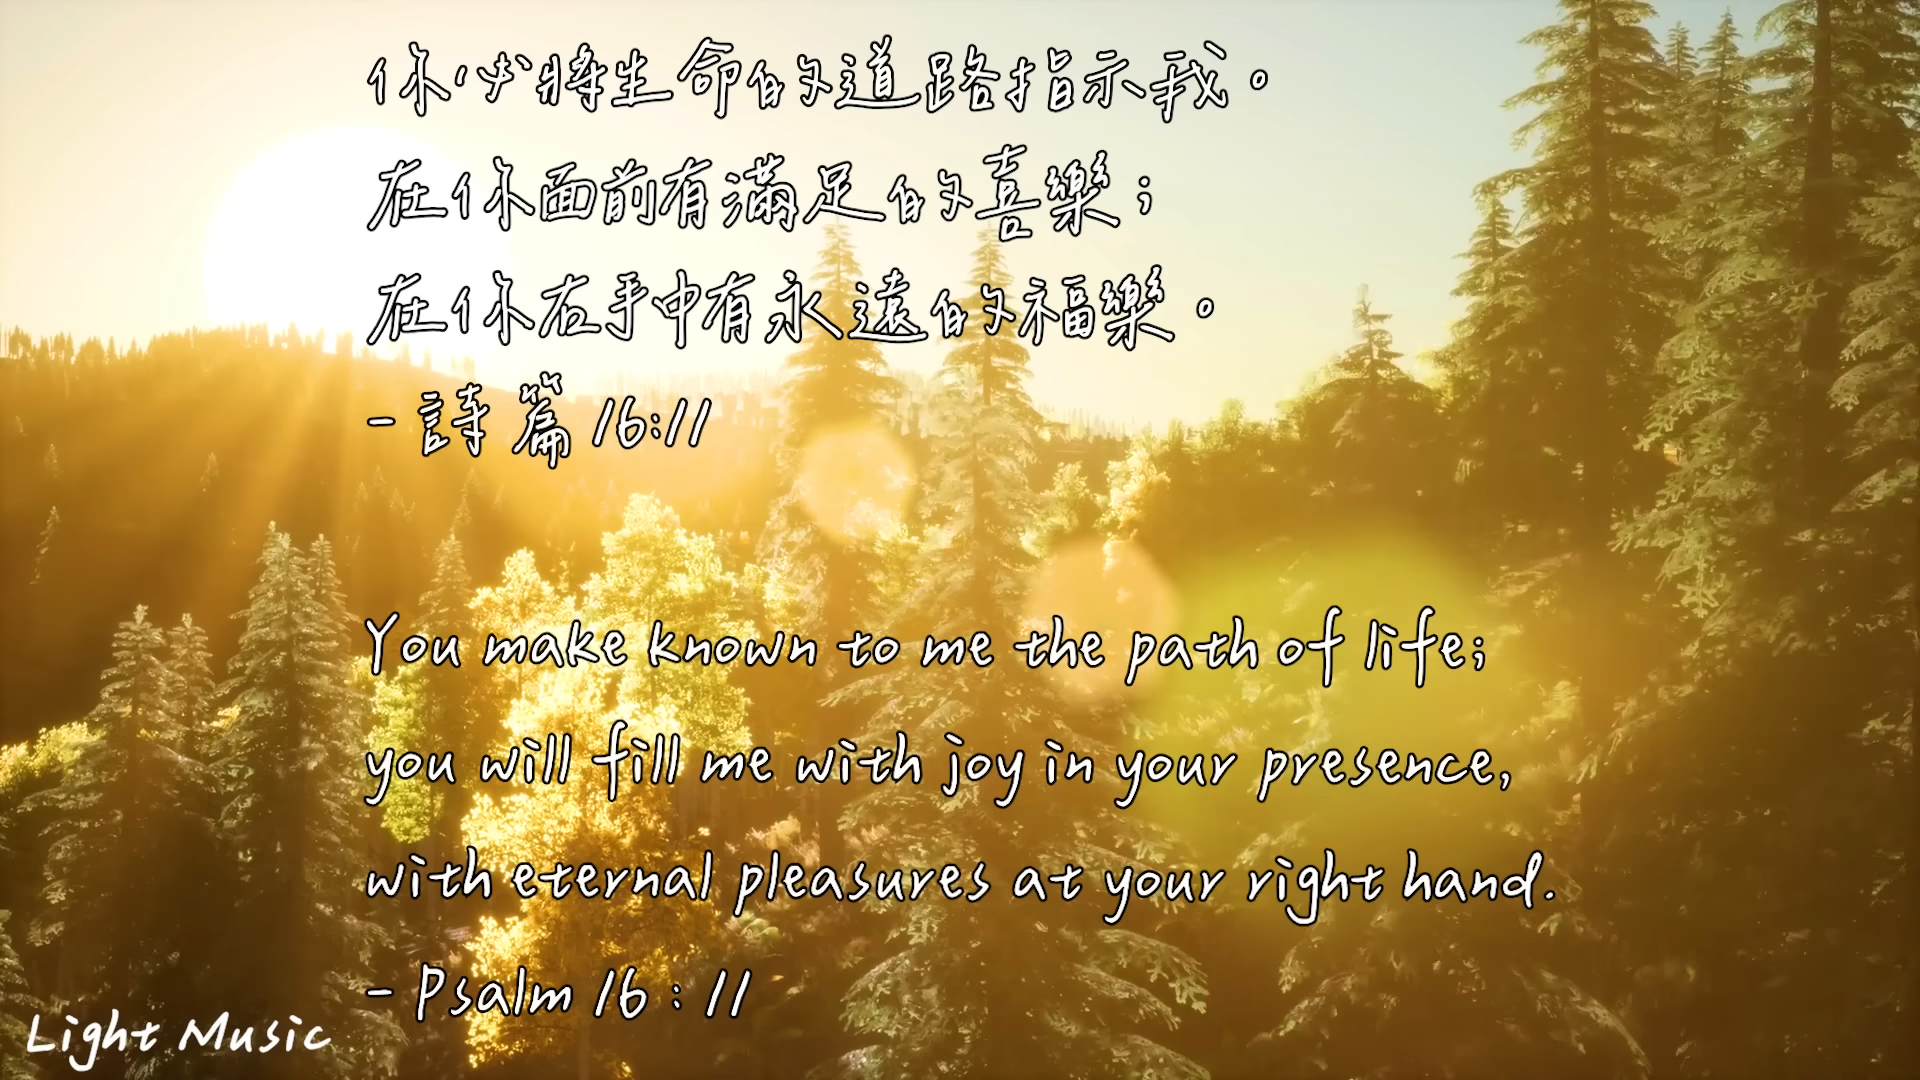 你必將生命的道路指示我。
在你面前有滿足的喜樂；
在你右手中有永遠的福樂。
- 詩篇 16:11
You make known to me the path of life;
you will fill me with joy in your presence,
with eternal pleasures at your right hand.
- Psalm 16 : 11
Light Music